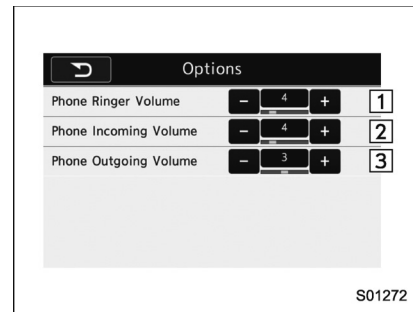 Options
Phone Ringer Volume - 4 + 1
Phone Incoming Volume - 4 + 2
Phone Outgoing Volume - 3 + 3
S01272